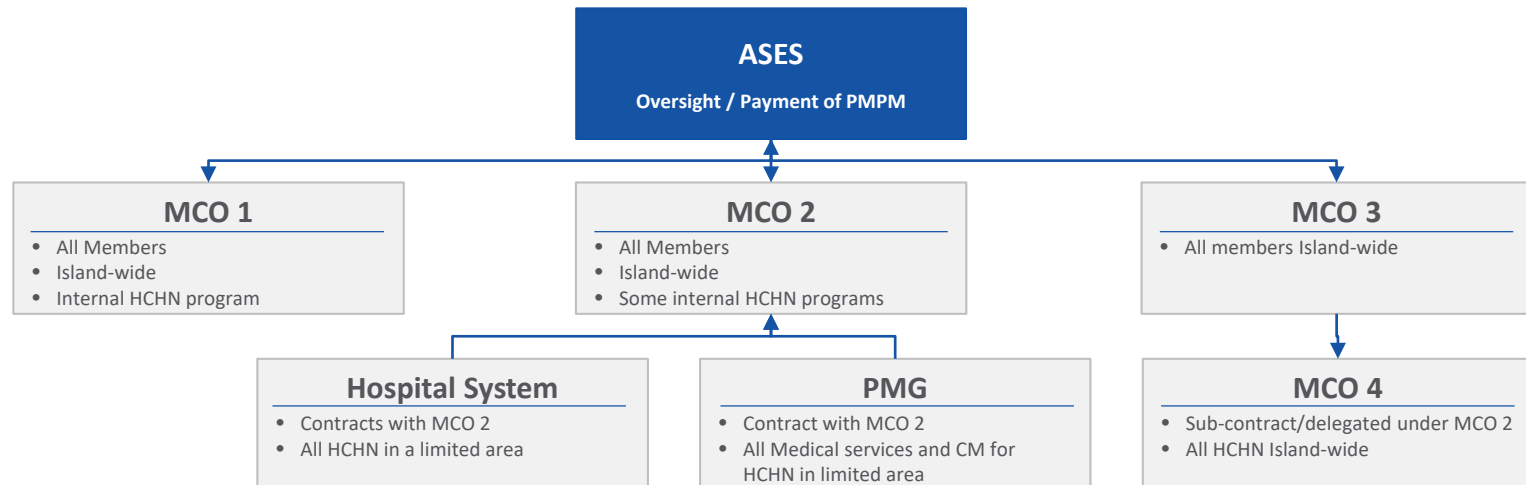 ASES
Oversight / Payment of PMPM
MCO 1
• All Members
• Island-wide
• Internal HCHN program
MCO 2
• All Members
• Island-wide
• Some internal HCHN programs
MCO 3
• All members Island-wide
Hospital System
• Contracts with MCO 2
• All HCHN in a limited area
PMG
• Contract with MCO 2
• All Medical services and CM for
HCHN in limited area
MCO 4
• Sub-contract/delegated under MCO 2
• All HCHN Island-wide